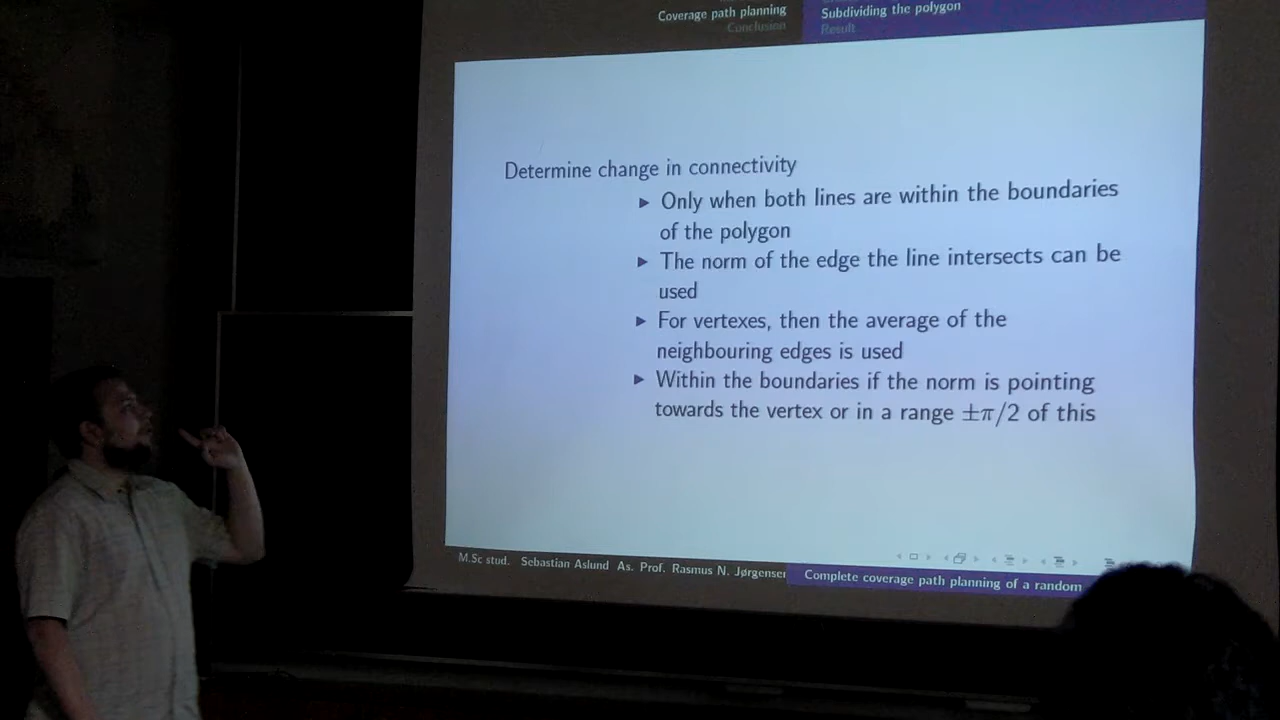 Coverage path planning
Conclusion
Subdividing the polygon
Result
Determine change in connectivity
Only when both lines are within the boundaries
of the polygon
The norm of the edge the line intersects can be
used
For vertexes, then the average of the
neighbouring edges is used
Within the boundaries if the norm is pointing
towards the vertex or in a range ±π/2 of this
M.Sc stud. Sebastian Aslund As. Prof. Rasmus N. Jørgensen
Complete coverage path planning of a random